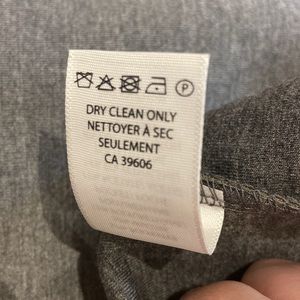 DRY CLEAN ONLY
NETTOYER À SEC
SEULEMENT
CA 39606